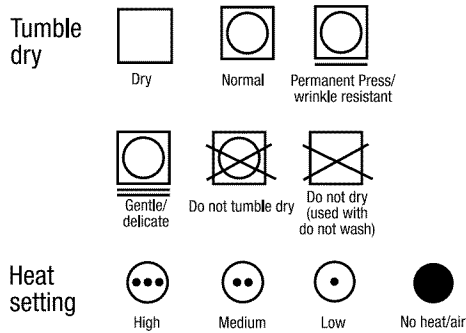 Tumble
dry
Dry
Normal
Permanent Press/
wrinkle resistant
Gentle/
delicate
Do not tumble dry
Do not dry
(used with
do not wash)
Heat
setting
High
Medium
Low
No heat/air